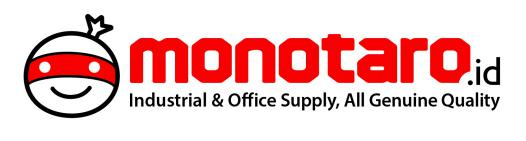 monotaro.id
Industrial & Office Supply, All Genuine Quality